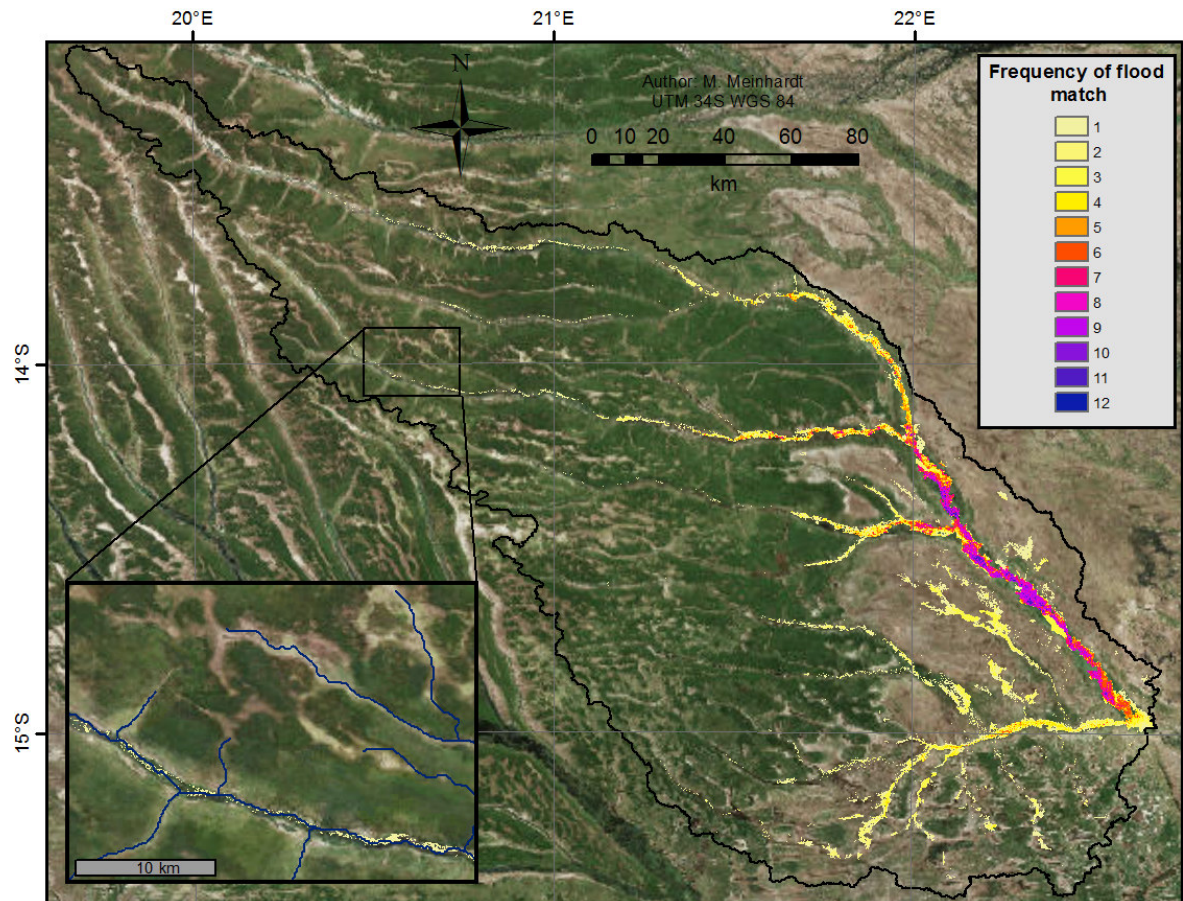 20°E 21°E 22°E
N
Author: M. Meinhardt
UTM 34S WGS 84
0 10 20 40 60 80
km
Frequency of flood
match
1
2
3
4
5
6
7
8
9
10
11
12
14°S
15°S
10 km